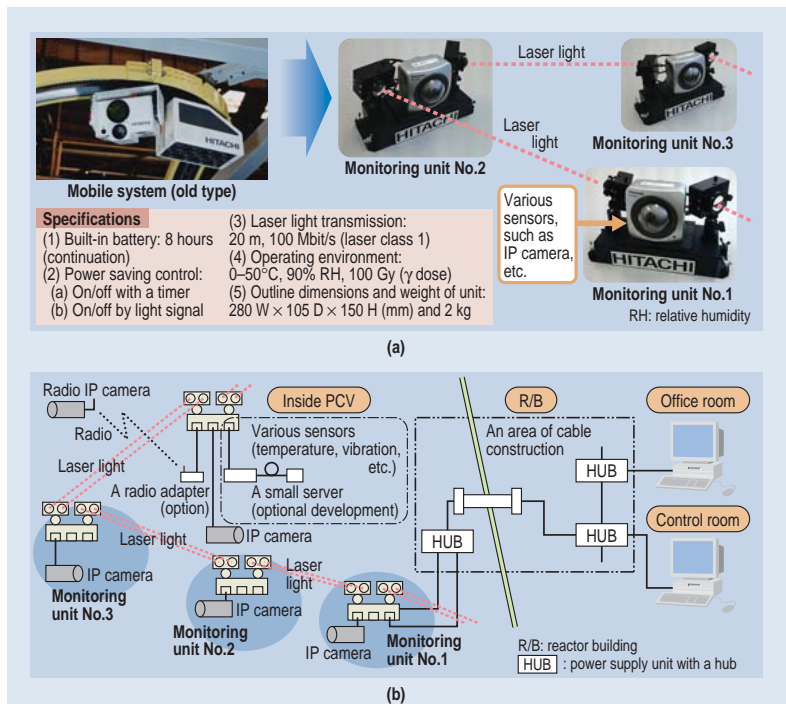 (a)
HITACHI
HITACHI
Mobile system (old type)
HITACHI
Monitoring unit No.2
Laser light
HITACHI
Monitoring unit No.3
Laser
light
Various
sensors,
such as
IP camera,
etc.
HITACHI
Monitoring unit No.1
RH: relative humidity
Specifications
(1) Built-in battery: 8 hours
(continuation)
(2) Power saving control:
(a) On/off with a timer
(b) On/off by light signal
(3) Laser light transmission:
20 m, 100 Mbit/s (laser class 1)
(4) Operating environment:
0–50°C, 90% RH, 100 Gy (γ dose)
(5) Outline dimensions and weight of unit:
280 W × 105 D × 150 H (mm) and 2 kg
(a)
Radio IP camera
Radio
Laser light
A radio adapter
(option)
Inside PCV
Various sensors
(temperature, vibration,
etc.)
A small server
(optional development)
IP camera
Laser light
IP camera
Monitoring
unit No.3
Laser
light
IP camera
Monitoring
unit No.2
IP camera
Monitoring
unit No.1
R/B
An area of cable
construction
HUB
HUB
HUB
Office room
Control room
R/B: reactor building
HUB : power supply unit with a hub
(b)